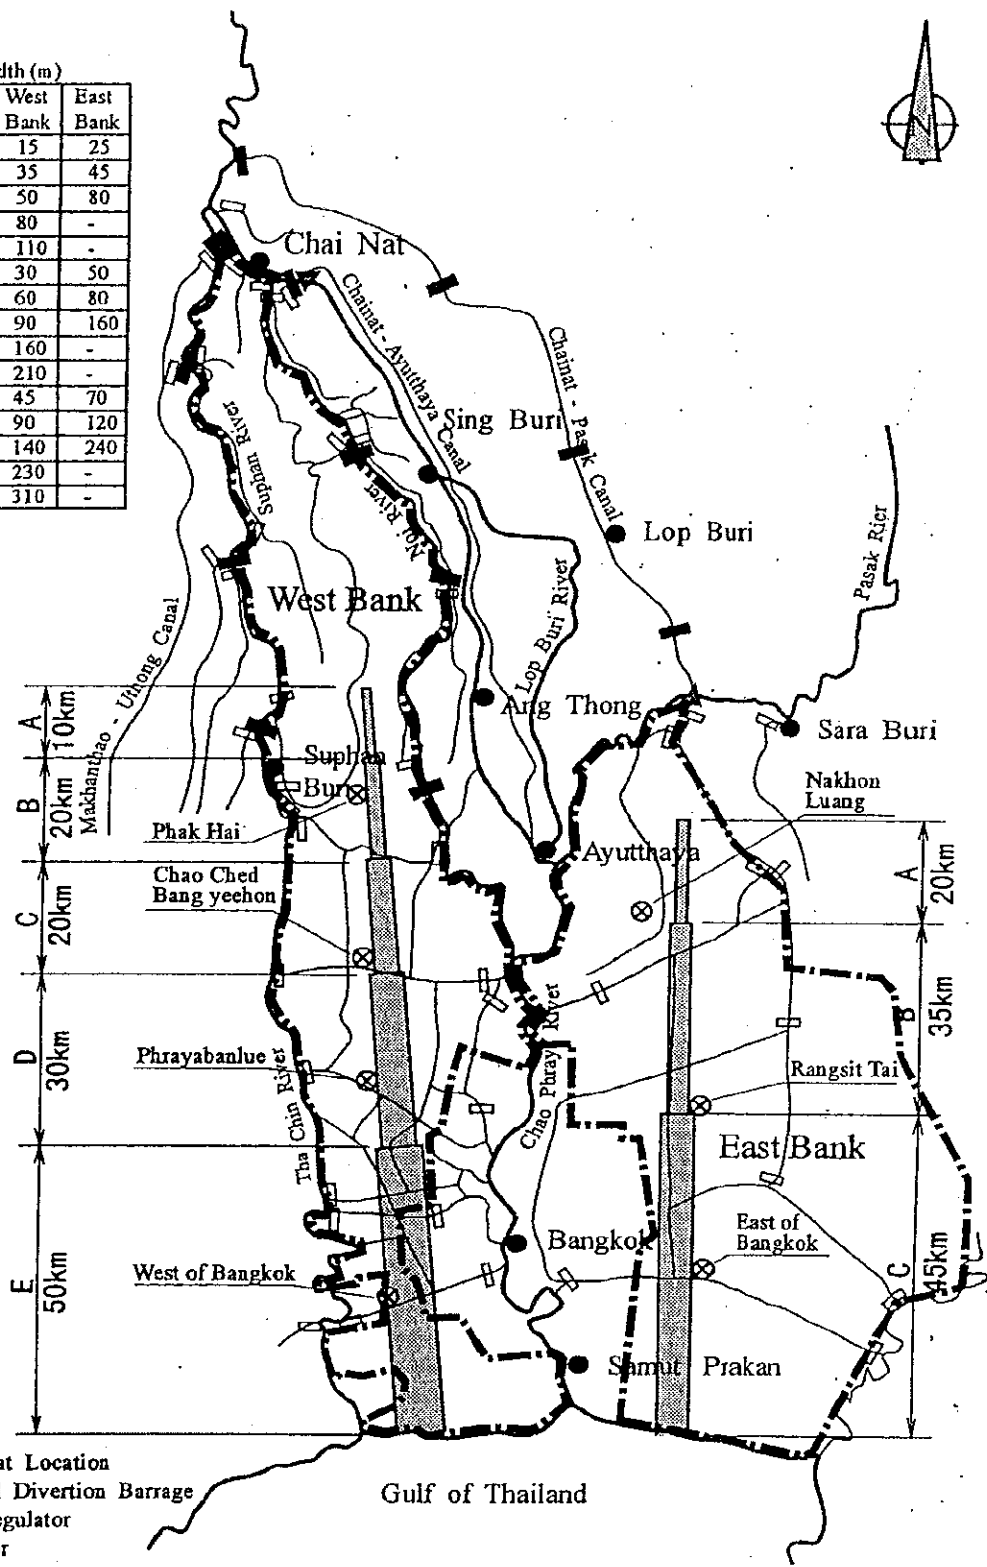 dth (m)
West East
Bank Bank
15 25
35 45
50 80
80 -
110 -
30 50
60 80
90 160
160 -
210 -
45 70
90 120
140 240
230 -
310 -
N
Chai Nat
Chainat - Ayutthaya Canal
Chainat - Pasak Canal
Sing Buri
Suphan River
Noi River
Lop Buri
Pasak Rier
West Bank
Lop Buri River
Makhanthao - Uthong Canal
Ang Thong
Sara Buri
A
10km
B
20km
C
20km
D
30km
E
50km
Suphan
Buri
Phak Hai
Nakhon
Luang
Ayutthaya
Chao Ched
Bang yeehon
A
20km
B
35km
C
45km
Phrayabanlue
Tha Chin River
Chao Phray River
Rangsit Tai
East Bank
Bangkok
East of
Bangkok
West of Bangkok
Samut Prakan
at Location
Divertion Barrage
egulator
r
Gulf of Thailand